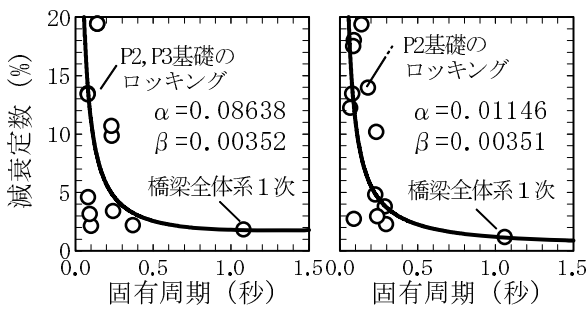 20
15
10
5
0
減衰定数 (%)
P2,P3基礎の
ロッキング
α=0.08638
β=0.00352
橋梁全体系1次
0.0 0.5 1.0 1.5
固有周期 (秒)
P2基礎の
ロッキング
α=0.01146
β=0.00351
橋梁全体系1次
0.0 0.5 1.0 1.5
固有周期 (秒)